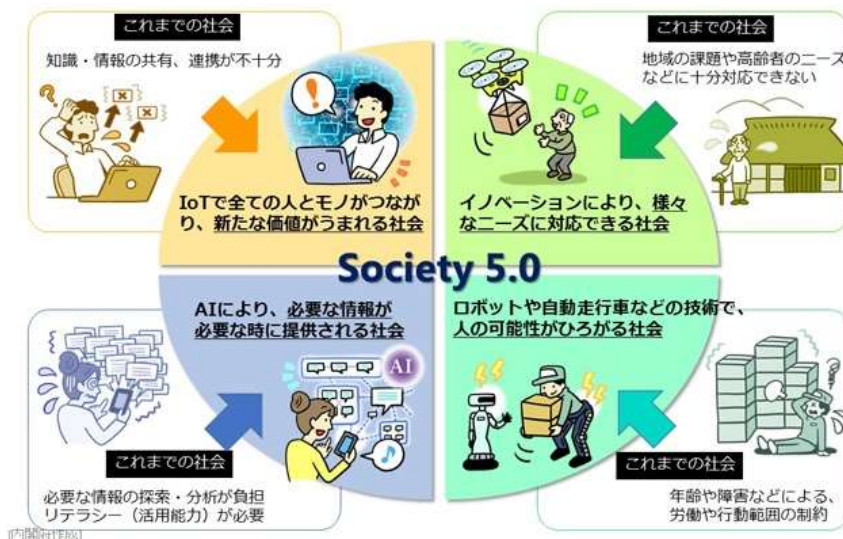 これまでの社会
知識・情報の共有、連携が不十分
IoTで全ての人とモノがつなが
り、新たな価値がうまれる社会
これまでの社会
地域の課題や高齢者のニーズ
などに十分対応できない
イノベーションにより、様々
なニーズに対応できる社会
Society 5.0
AIにより、必要な情報が
必要な時に提供される社会
AI
これまでの社会
必要な情報の探索・分析が負担
リテラシー（活用能力）が必要
ロボットや自動走行車などの技術で、
人の可能性がひろがる社会
これまでの社会
年齢や障害などによる、
労働や行動範囲の制約
[内閣府作成]